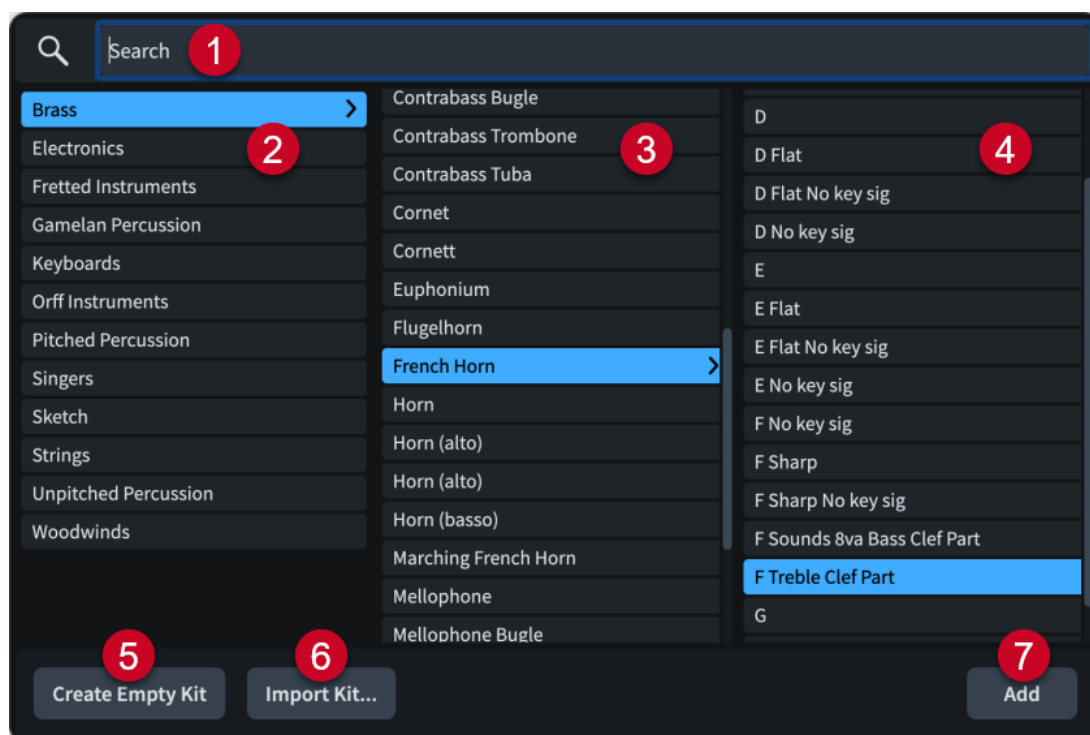 Search
1
Brass
2
Electronics
Fretted Instruments
Gamelan Percussion
Keyboards
Orff Instruments
Pitched Percussion
Singers
Sketch
Strings
Unpitched Percussion
Woodwinds
Contrabass Bugle
Contrabass Trombone
3
Contrabass Tuba
Cornet
Cornett
Euphonium
Flugelhorn
French Horn
Horn
Horn (alto)
Horn (alto)
Horn (basso)
Marching French Horn
Mellophone
Mellophone Bugle
D
4
D Flat
D Flat No key sig
D No key sig
E
E Flat
E Flat No key sig
E No key sig
F No key sig
F Sharp
F Sharp No key sig
F Sounds 8va Bass Clef Part
F Treble Clef Part
G
5
Create Empty Kit
6
Import Kit...
7
Add